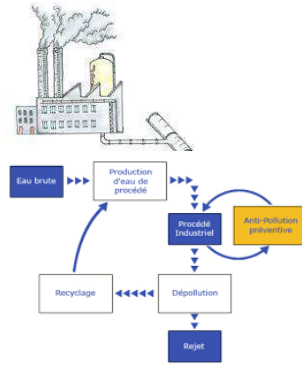 Eau brute
Production
d'eau de
procédé
Procédé
Industriel
Anti-Pollution
préventive
Recyclage
Dépollution
Rejet